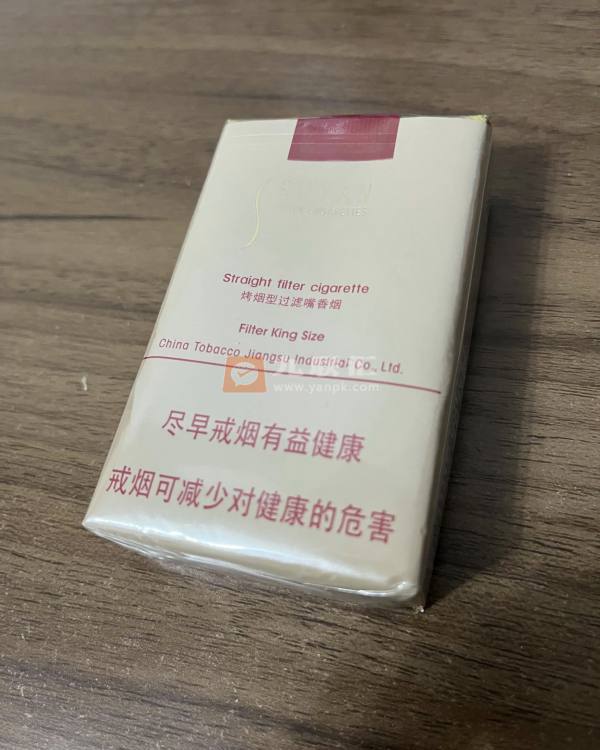 SUYAN
Straight filter cigarette
烤烟型过滤嘴香烟
Filter King Size
China Tobacco Jiangsu Industrial Co., Ltd.
www.yanpk.com
尽早戒烟有益健康
戒烟可减少对健康的危害